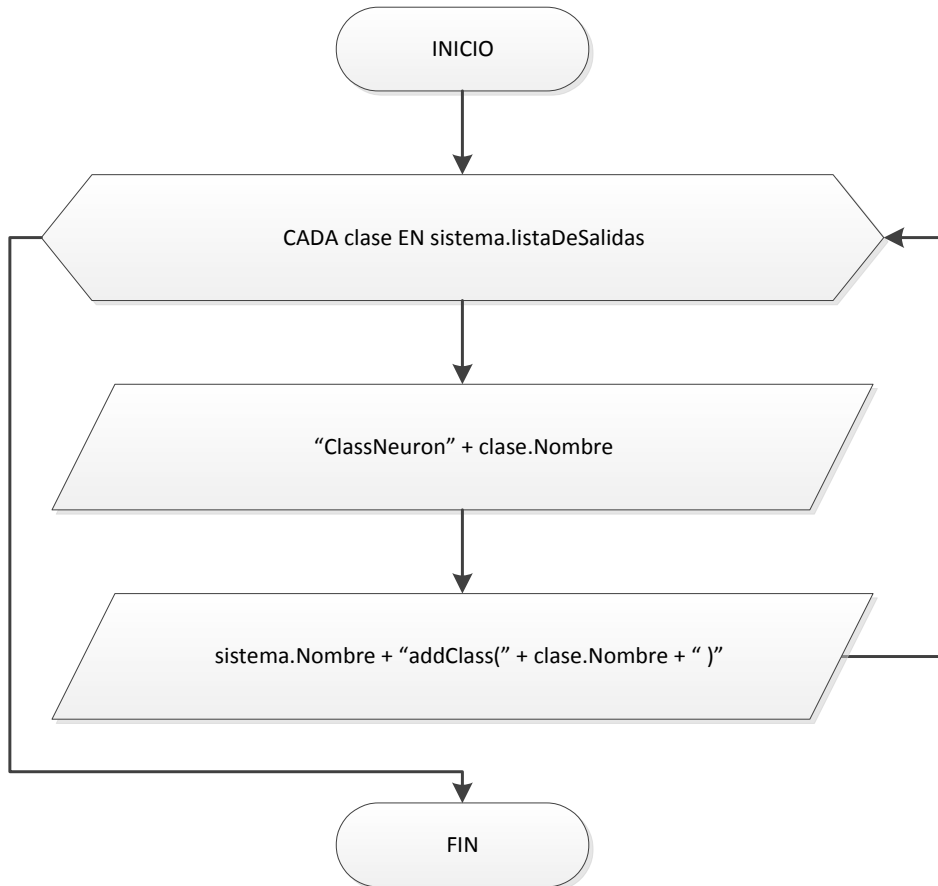 INICIO
CADA clase EN sistema.listaDeSalidas
“ClassNeuron” + clase.Nombre
sistema.Nombre + “addClass(” + clase.Nombre + “ )”
FIN